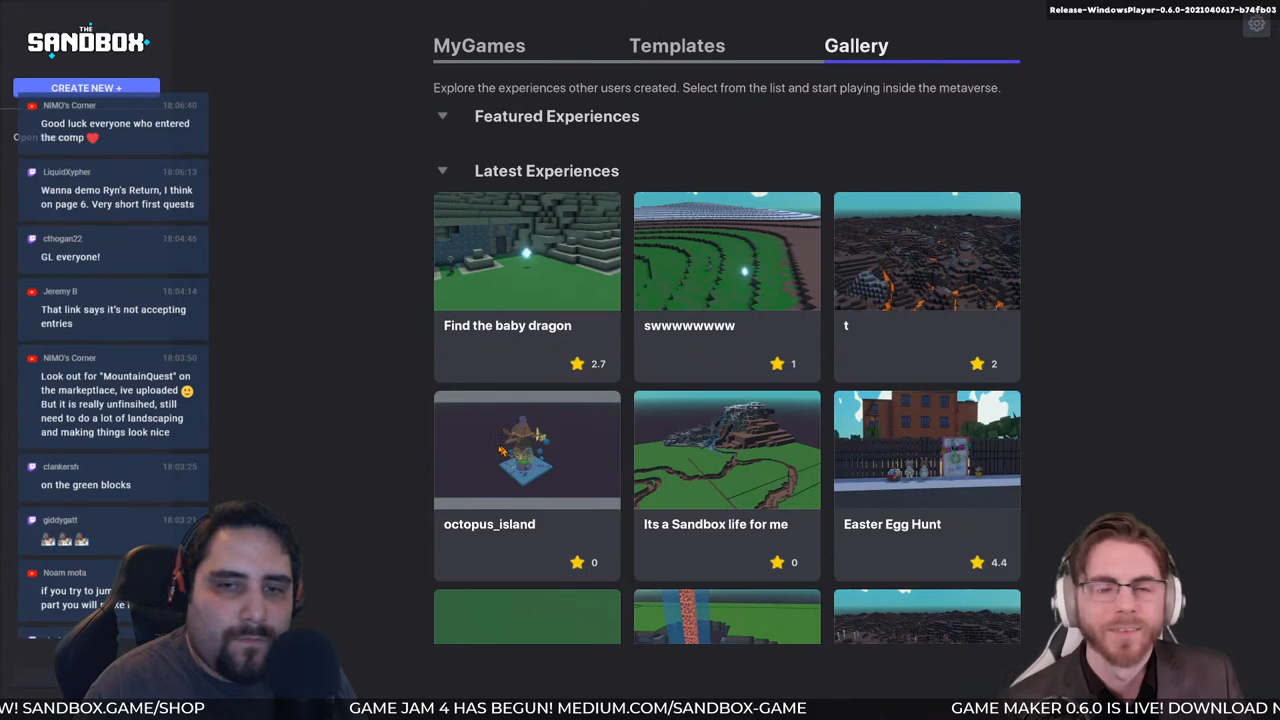 Release-WindowsPlayer-0.6.0-2021040617-b74fb03
THE
SANDBOX
CREATE NEW +
MyGames
Templates
Gallery
Explore the experiences other users created. Select from the list and start playing inside the metaverse.
Featured Experiences
Latest Experiences
Find the baby dragon
2.7
swwwwwwww
1
t
2
octopus_island
0
Its a Sandbox life for me
0
Easter Egg Hunt
4.4
Open
NIMO's Corner 18:06:40
Good luck everyone who entered
the comp ❤️
LiquidXypher 18:06:13
Wanna demo Ryn's Return, I think
on page 6. Very short first quests
cthogan22 18:04:46
GL everyone!
Jeremy B 18:04:14
That link says it's not accepting
entries
NIMO's Corner 18:03:50
Look out for "MountainQuest" on
the markeptlace, ive uploaded 🙂
But it is really unfinsihed, still
need to do a lot of landscaping
and making things look nice
clankersh 18:03:25
on the green blocks
giddygatt 18:03:21
Noam mota
if you try to jum
part you will
W! SANDBOX.GAME/SHOP
GAME JAM 4 HAS BEGUN! MEDIUM.COM/SANDBOX-GAME
GAME MAKER 0.6.0 IS LIVE! DOWNLOAD N